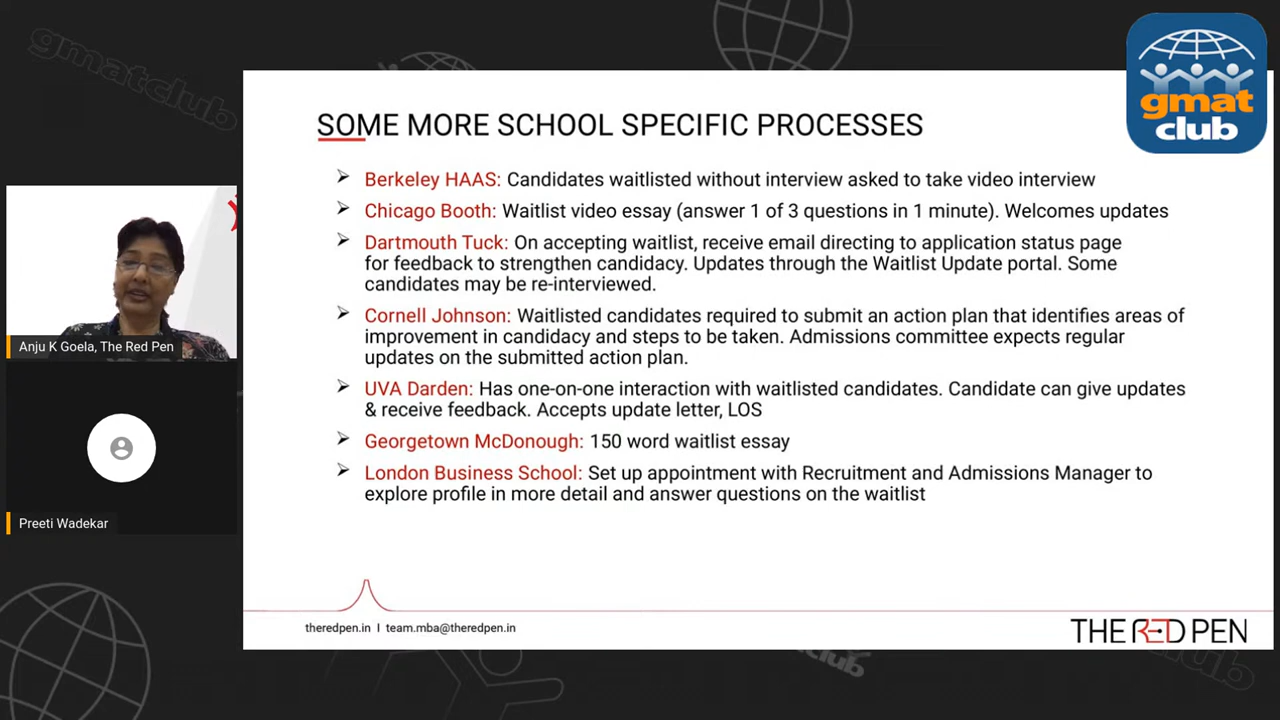 gmatclub
gmat
club
SOME MORE SCHOOL SPECIFIC PROCESSES
Berkeley HAAS: Candidates waitlisted without interview asked to take video interview
Chicago Booth: Waitlist video essay (answer 1 of 3 questions in 1 minute). Welcomes updates
Dartmouth Tuck: On accepting waitlist, receive email directing to application status page
for feedback to strengthen candidacy. Updates through the Waitlist Update portal. Some
candidates may be re-interviewed.
Cornell Johnson: Waitlisted candidates required to submit an action plan that identifies areas of
improvement in candidacy and steps to be taken. Admissions committee expects regular
updates on the submitted action plan.
UVA Darden: Has one-on-one interaction with waitlisted candidates. Candidate can give updates
& receive feedback. Accepts update letter, LOS
Georgetown McDonough: 150 word waitlist essay
London Business School: Set up appointment with Recruitment and Admissions Manager to
explore profile in more detail and answer questions on the waitlist
Anju K Goela, The Red Pen
Preeti Wadekar
theredpen.in I team.mba@theredpen.in
THE RED PEN
club